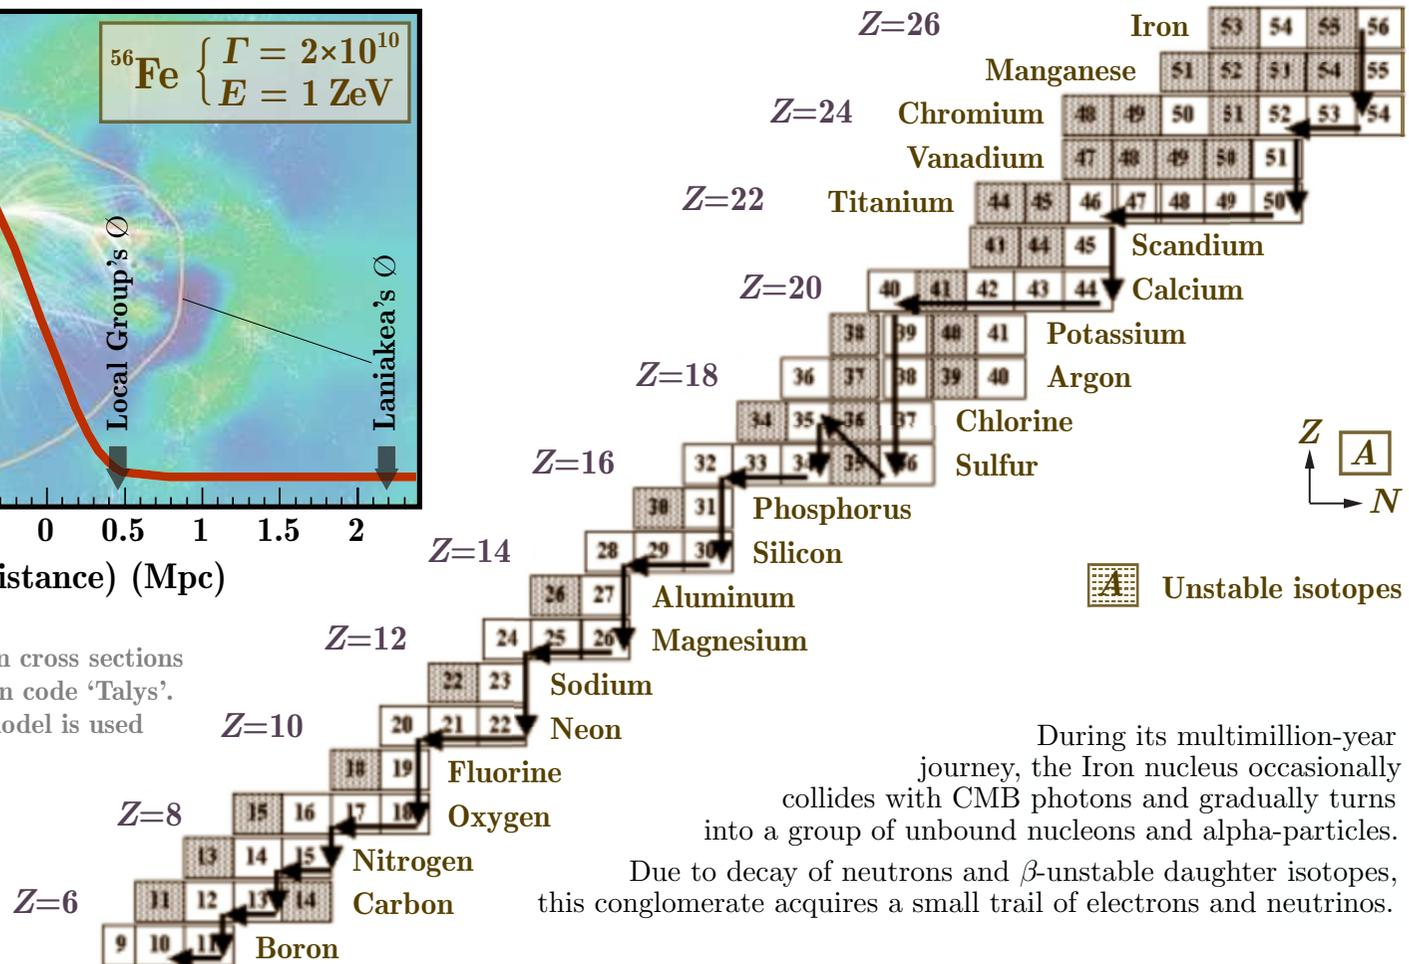 ⁵⁶Fe { Γ = 2×10¹⁰
E = 1 ZeV
Local Group's Ø
Laniakea's Ø
0 0.5 1 1.5 2
istance) (Mpc)
n cross sections
n code ‘Talys’.
odel is used
Z=26 Iron 53 54 55 56
Manganese 51 52 53 54 55
Z=24 Chromium 48 49 50 51 52 53 54
Vanadium 47 48 49 50 51
Z=22 Titanium 44 45 46 47 48 49 50
43 44 45 Scandium
Z=20 40 41 42 43 44 Calcium
38 39 40 41 Potassium
Z=18 36 37 38 39 40 Argon
34 35 36 37 Chlorine
Z=16 32 33 34 35 36 Sulfur
30 31 Phosphorus
Z=14 28 29 30 Silicon
26 27 Aluminum
Z=12 24 25 26 Magnesium
22 23 Sodium
Z=10 20 21 22 Neon
18 19 Fluorine
Z=8 15 16 17 18 Oxygen
13 14 15 Nitrogen
Z=6 11 12 13 14 Carbon
9 10 11 Boron
Z A
N
A Unstable isotopes
During its multimillion-year
journey, the Iron nucleus occasionally
collides with CMB photons and gradually turns
into a group of unbound nucleons and alpha-particles.
Due to decay of neutrons and β-unstable daughter isotopes,
this conglomerate acquires a small trail of electrons and neutrinos.